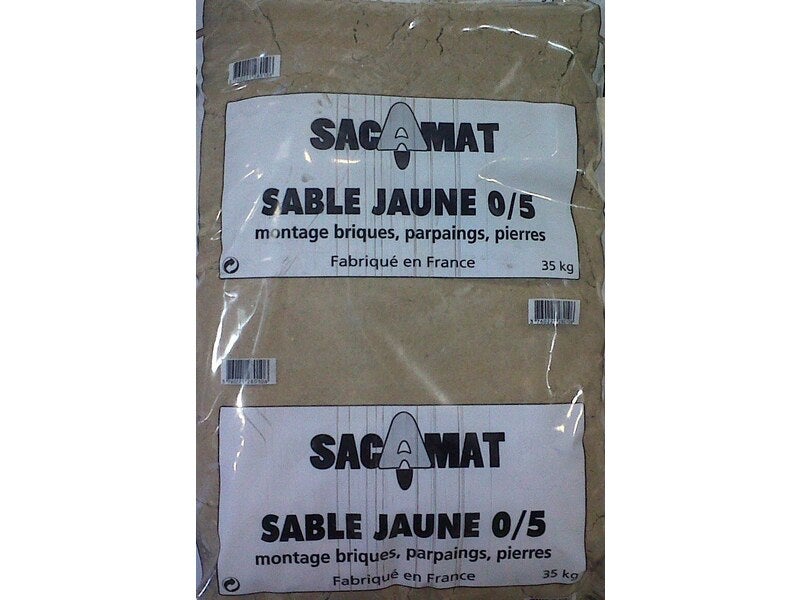 SACAMAT
SABLE JAUNE 0/5
montage briques, parpaings, pierres
Fabriqué en France 35 kg
SACAMAT
SABLE JAUNE 0/5
montage briques, parpaings, pierres
Fabriqué en France 35 kg